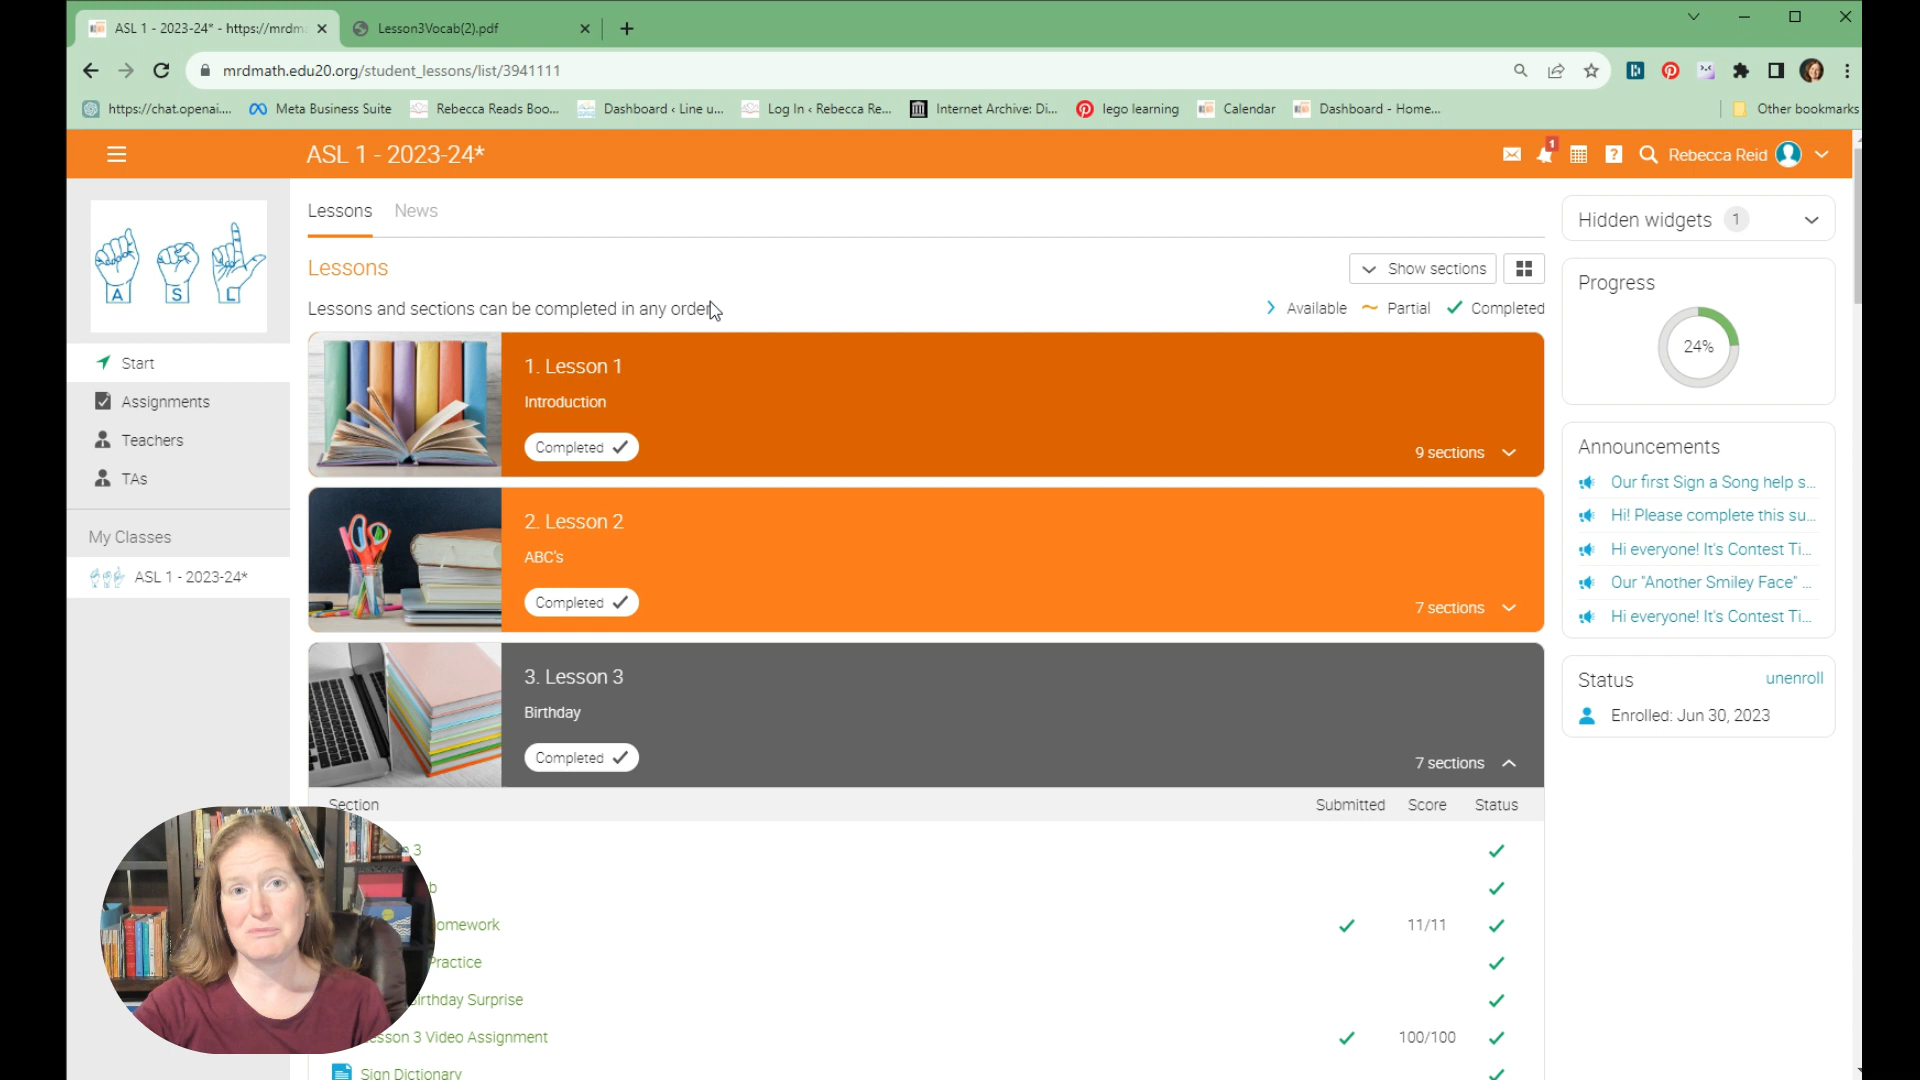 ASL 1 - 2023-24* - https://mrdm
Lesson3Vocab(2).pdf
mrdmath.edu20.org/student_lessons/list/3941111
https://chat.openai....
Meta Business Suite
Rebecca Reads Boo...
Dashboard ‹ Line u...
Log In ‹ Rebecca Re...
Internet Archive: Di...
lego learning
Calendar
Dashboard - Home...
Other bookmarks
ASL 1 - 2023-24*
1
Rebecca Reid
A S L
Start
Assignments
Teachers
TAs
My Classes
ASL 1 - 2023-24*
Lessons
News
Lessons
Show sections
Lessons and sections can be completed in any order.
Available
Partial
Completed
1. Lesson 1
Introduction
Completed
9 sections
2. Lesson 2
ABC's
Completed
7 sections
3. Lesson 3
Birthday
Completed
7 sections
Section
Submitted
Score
Status
3
b
omework
11/11
Practice
irthday Surprise
esson 3 Video Assignment
100/100
Sign Dictionary
Hidden widgets 1
Progress
24%
Announcements
Our first Sign a Song help s...
Hi! Please complete this su...
Hi everyone! It's Contest Ti...
Our "Another Smiley Face" ...
Hi everyone! It's Contest Ti...
Status
unenroll
Enrolled: Jun 30, 2023